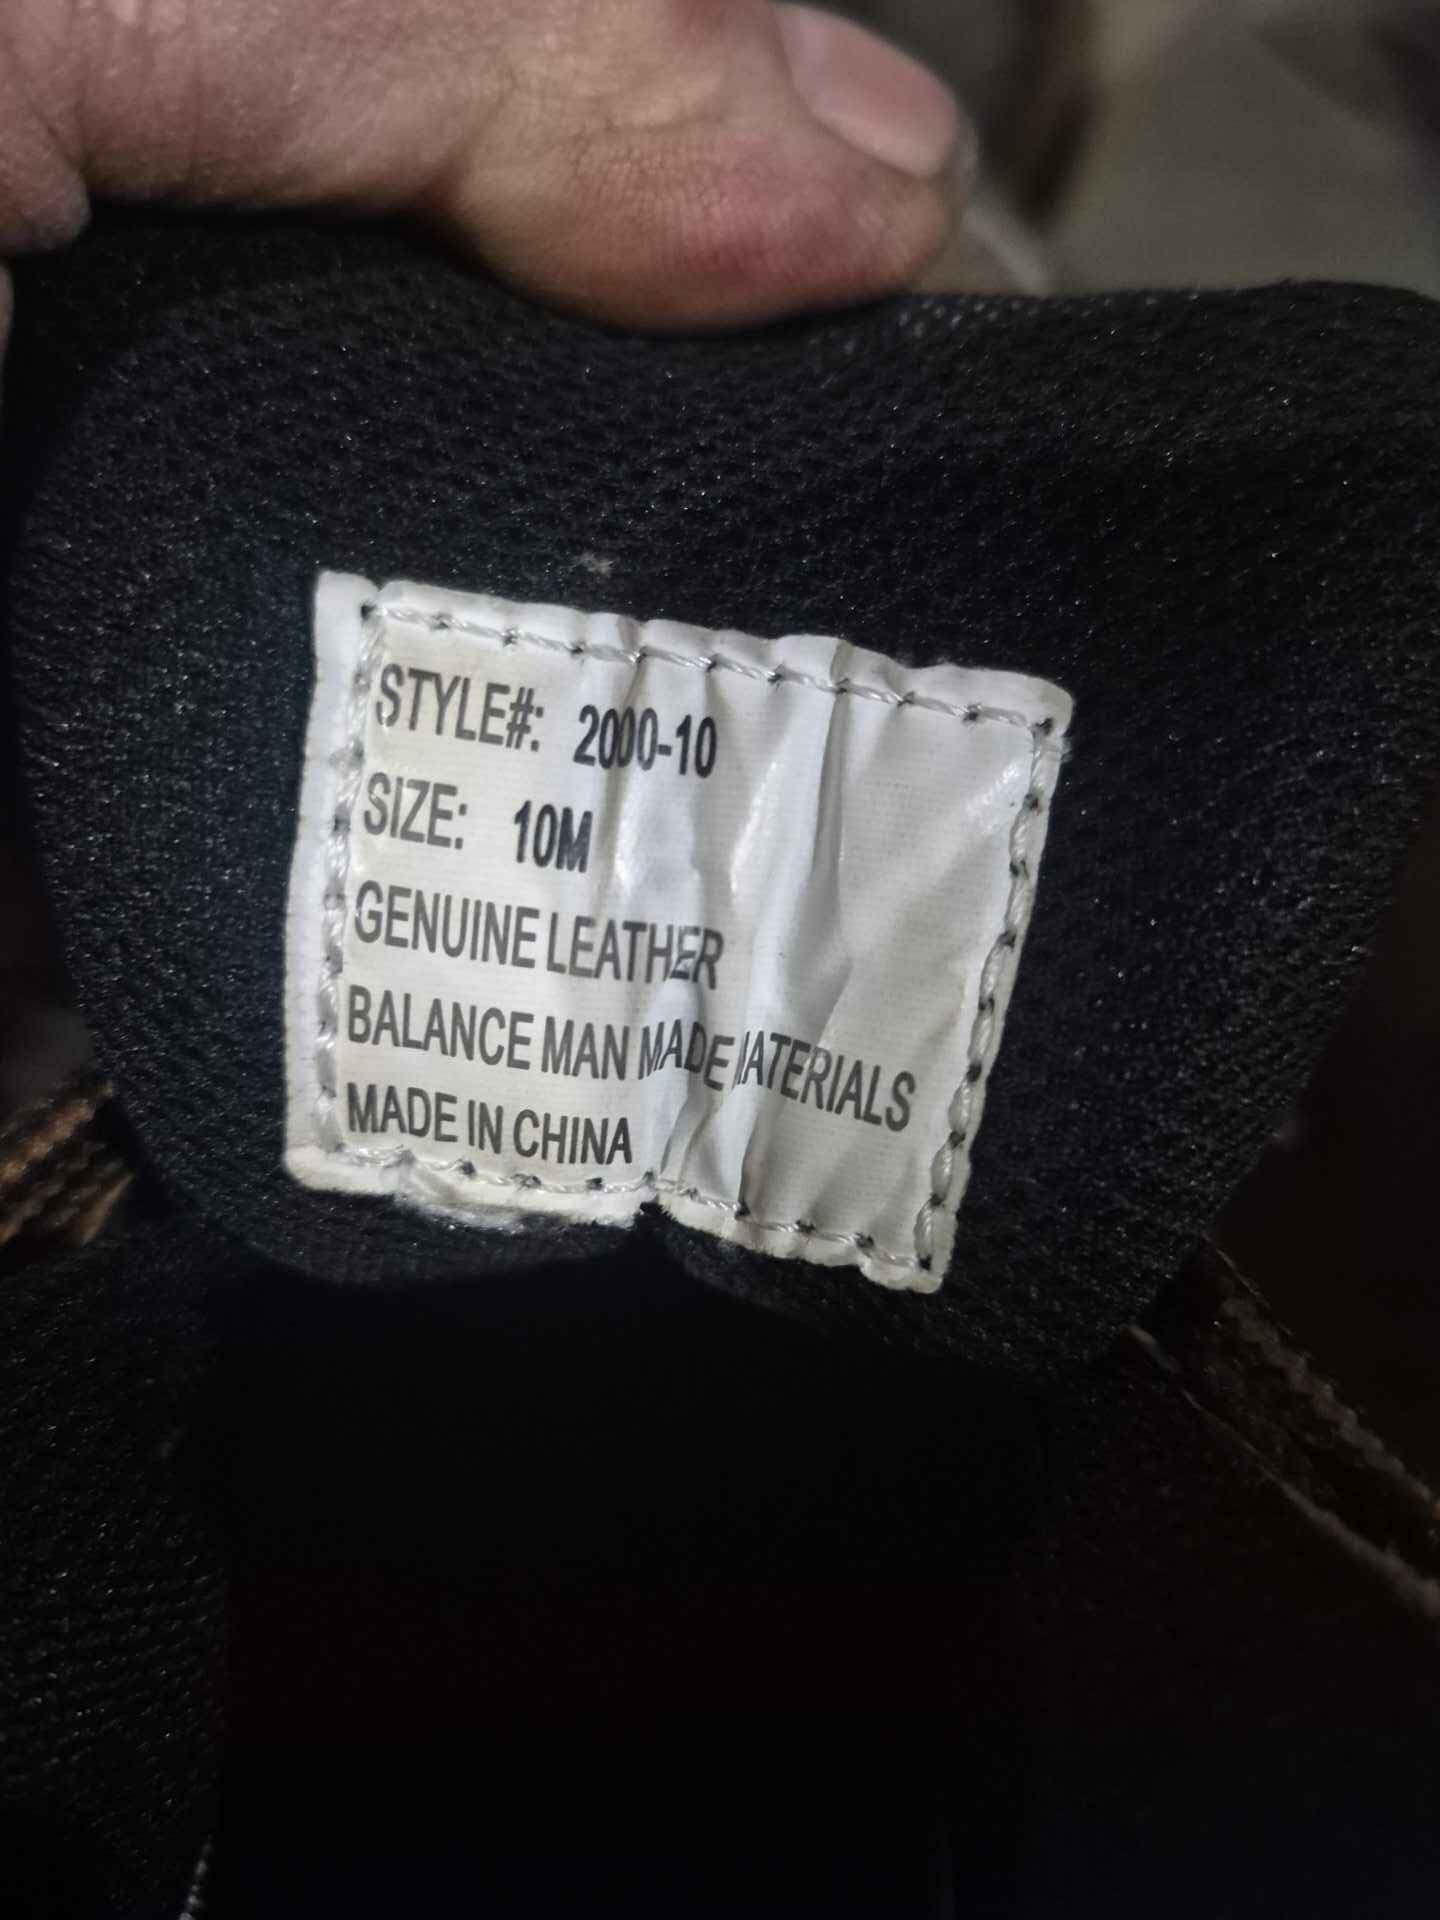 STYLE#: 2000-10
SIZE: 10M
GENUINE LEATHER
BALANCE MAN MADE MATERIALS
MADE IN CHINA